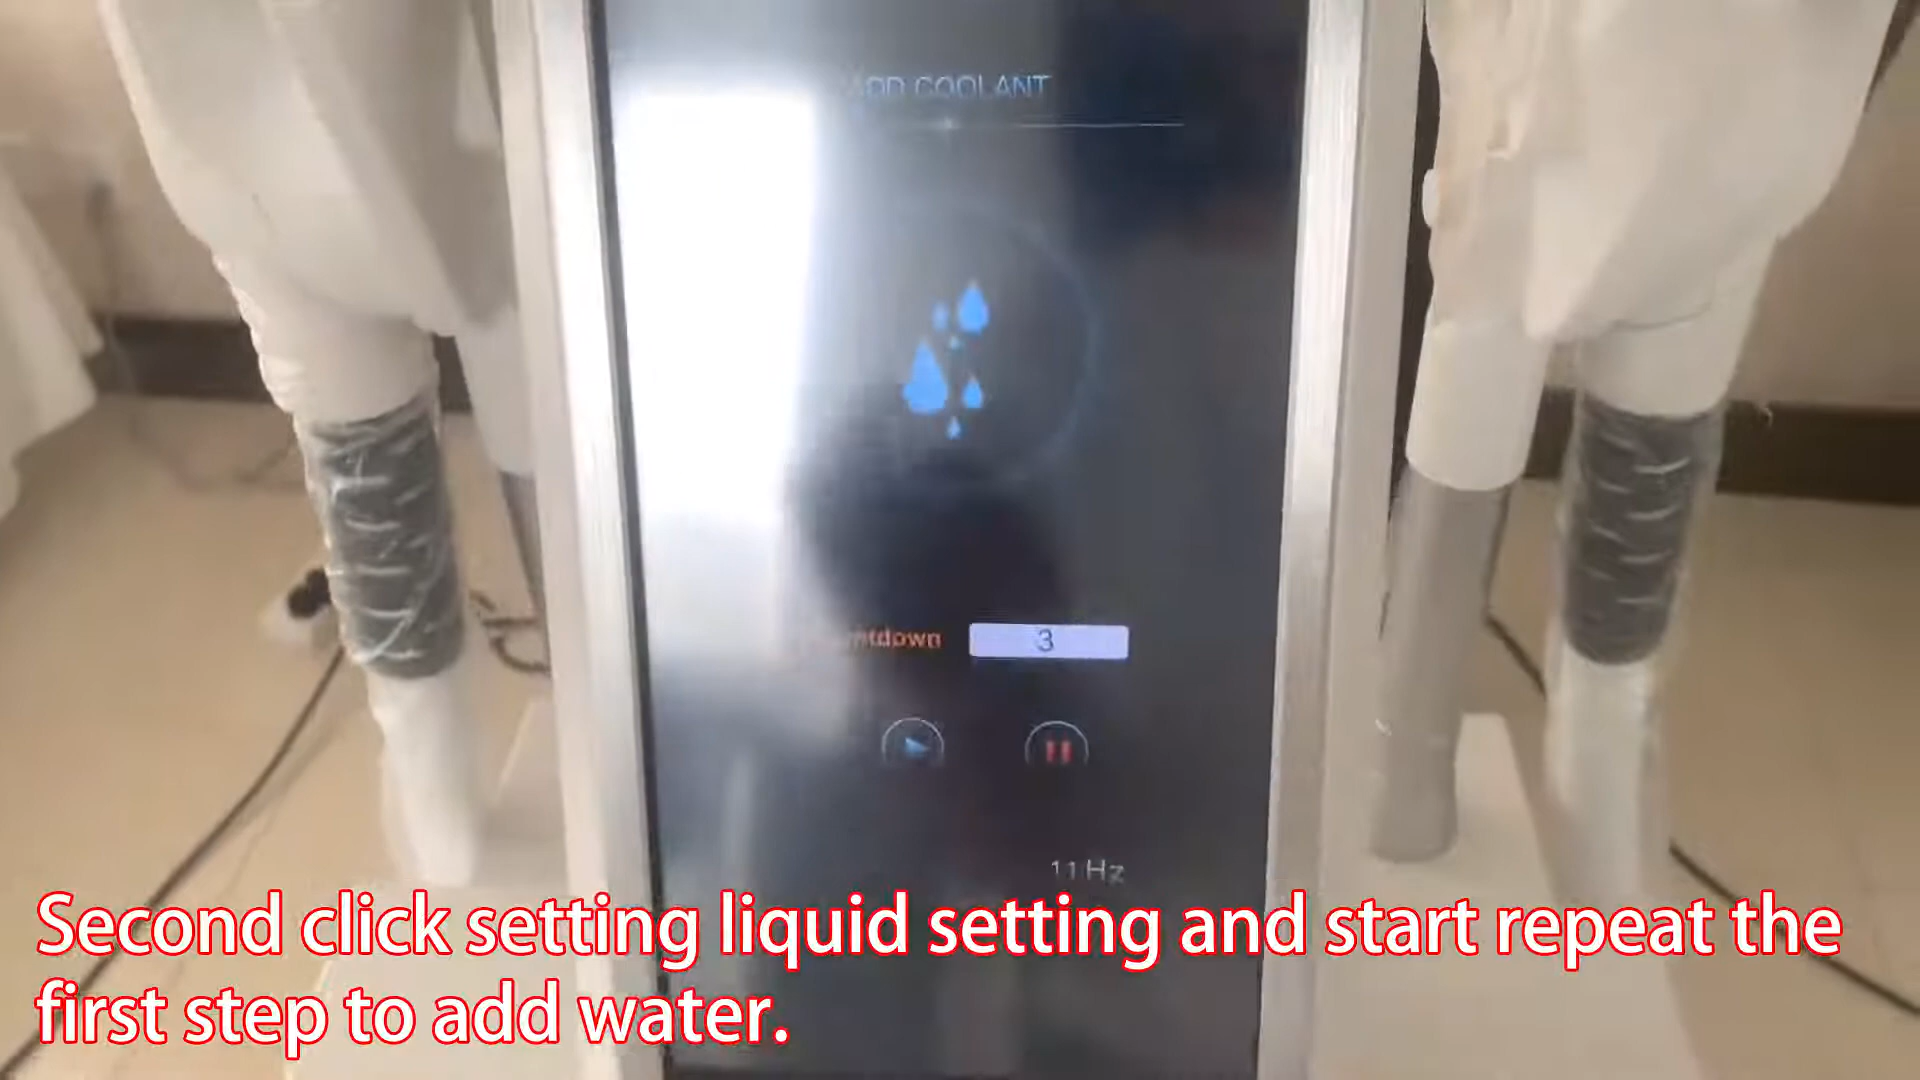 ADD COOLANT
Countdown 3
11 Hz
Second click setting liquid setting and start repeat the
first step to add water.